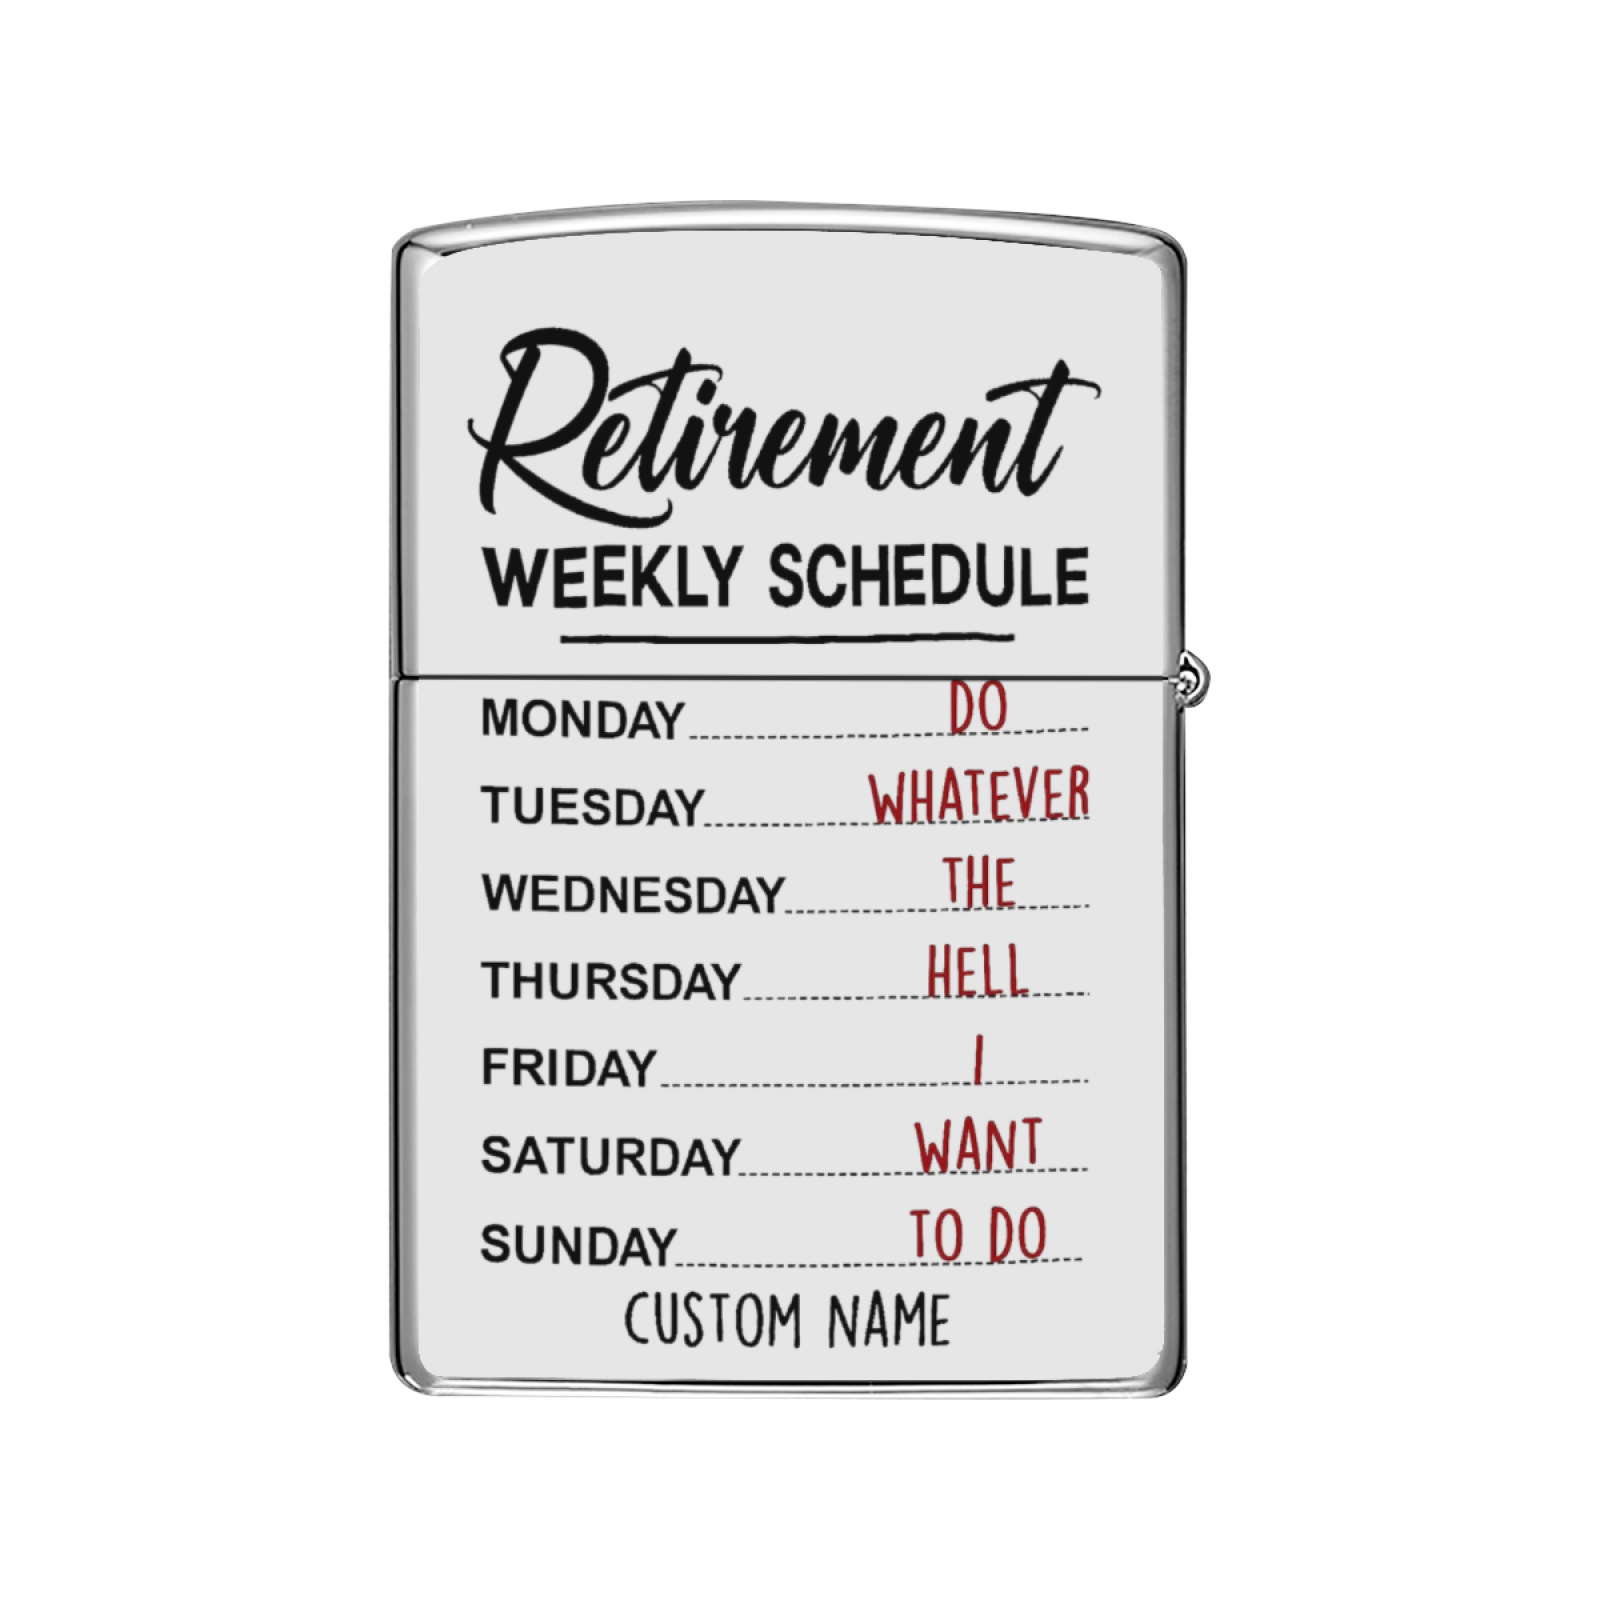 Retirement
WEEKLY SCHEDULE
MONDAY DO
TUESDAY WHATEVER
WEDNESDAY THE
THURSDAY HELL
FRIDAY I
SATURDAY WANT
SUNDAY TO DO
CUSTOM NAME